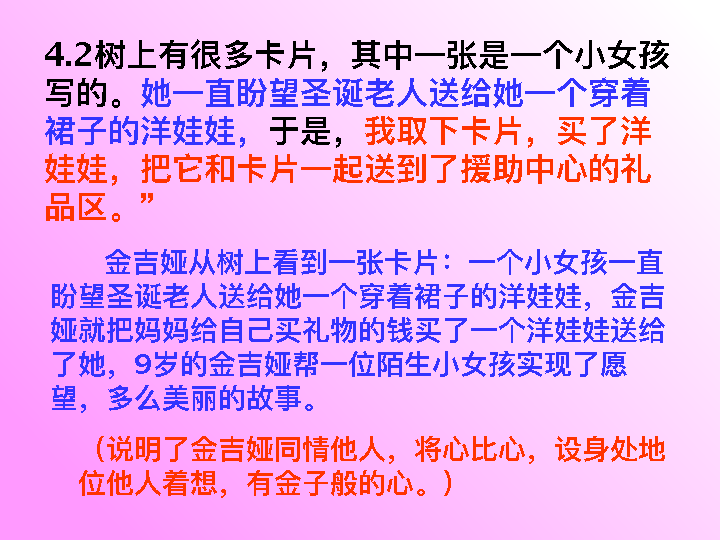 4.2树上有很多卡片，其中一张是一个小女孩
写的。她一直盼望圣诞老人送给她一个穿着
裙子的洋娃娃，于是，我取下卡片，买了洋
娃娃，把它和卡片一起送到了援助中心的礼
品区。”
金吉娅从树上看到一张卡片：一个小女孩一直
盼望圣诞老人送给她一个穿着裙子的洋娃娃，金吉
娅就把妈妈给自己买礼物的钱买了一个洋娃娃送给
了她，9岁的金吉娅帮一位陌生小女孩实现了愿
望，多么美丽的故事。
（说明了金吉娅同情他人，将心比心，设身处地
位他人着想，有金子般的心。）